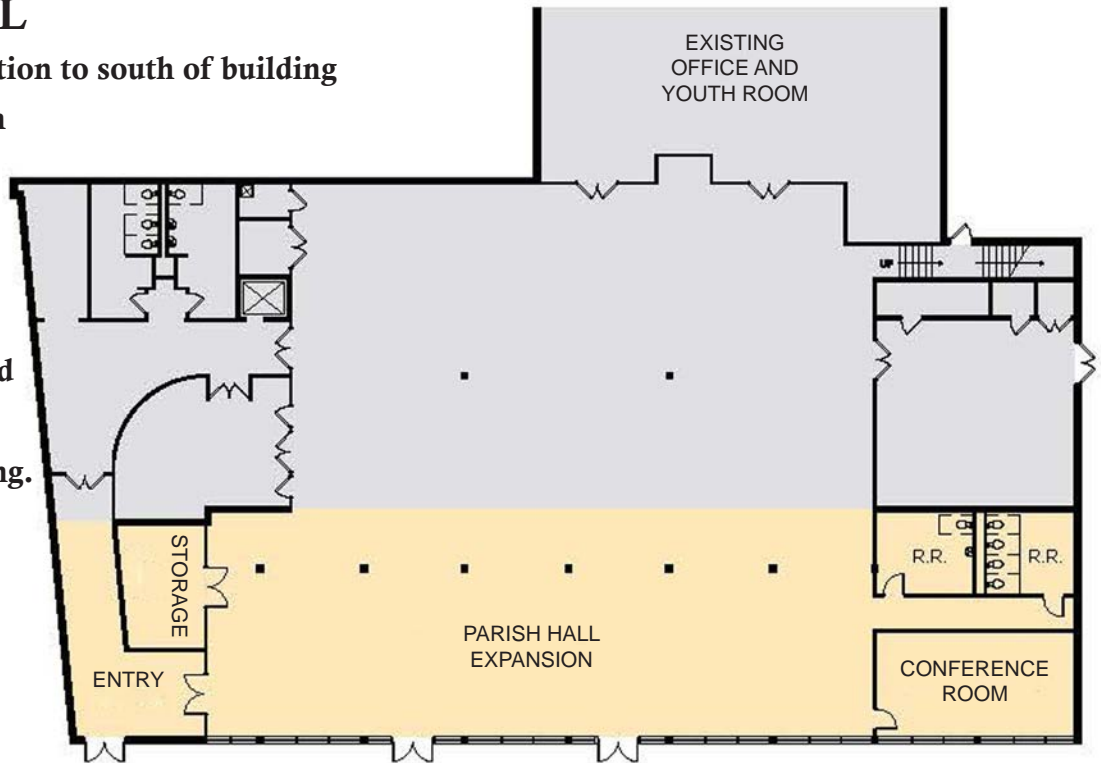 L
tion to south of building
n
d
ng.
EXISTING
OFFICE AND
YOUTH ROOM
UP
STORAGE
R.R.
R.R.
PARISH HALL
EXPANSION
ENTRY
CONFERENCE
ROOM